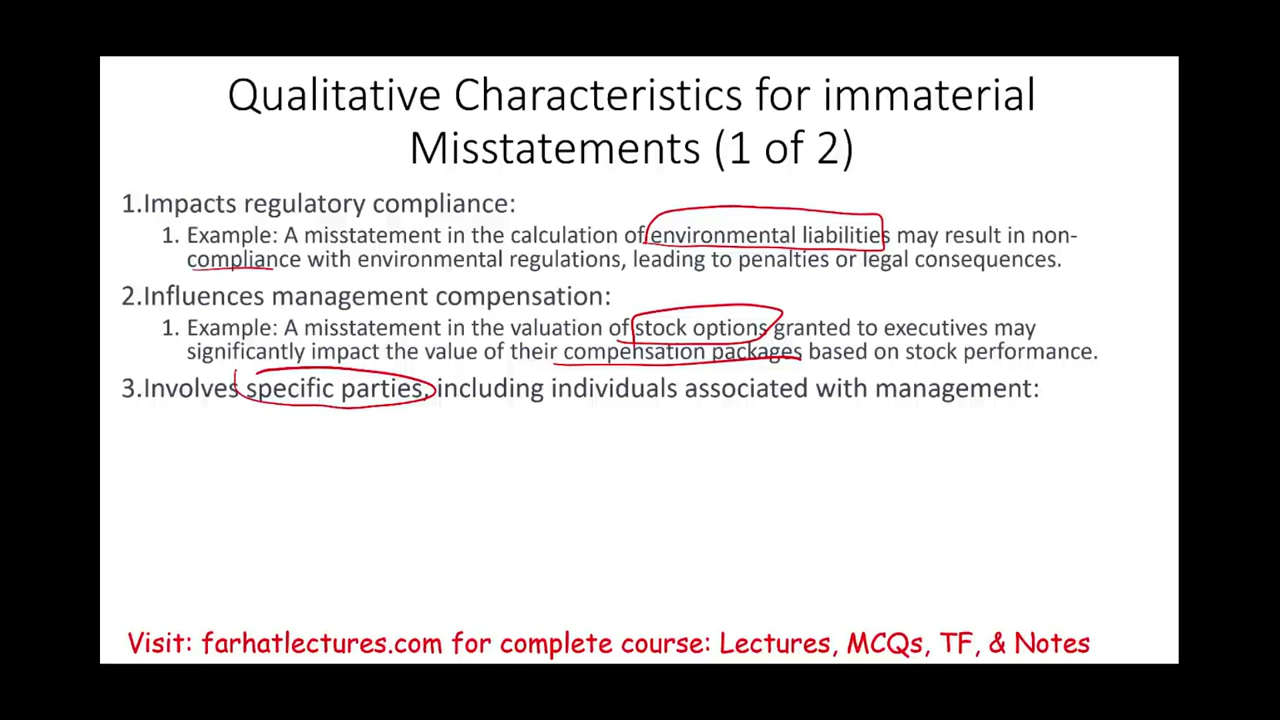 Qualitative Characteristics for immaterial
Misstatements (1 of 2)
1.Impacts regulatory compliance:
1. Example: A misstatement in the calculation of environmental liabilities may result in non-
compliance with environmental regulations, leading to penalties or legal consequences.
2.Influences management compensation:
1. Example: A misstatement in the valuation of stock options granted to executives may
significantly impact the value of their compensation packages based on stock performance.
3.Involves specific parties, including individuals associated with management:
Visit: farhatlectures.com for complete course: Lectures, MCQs, TF, & Notes